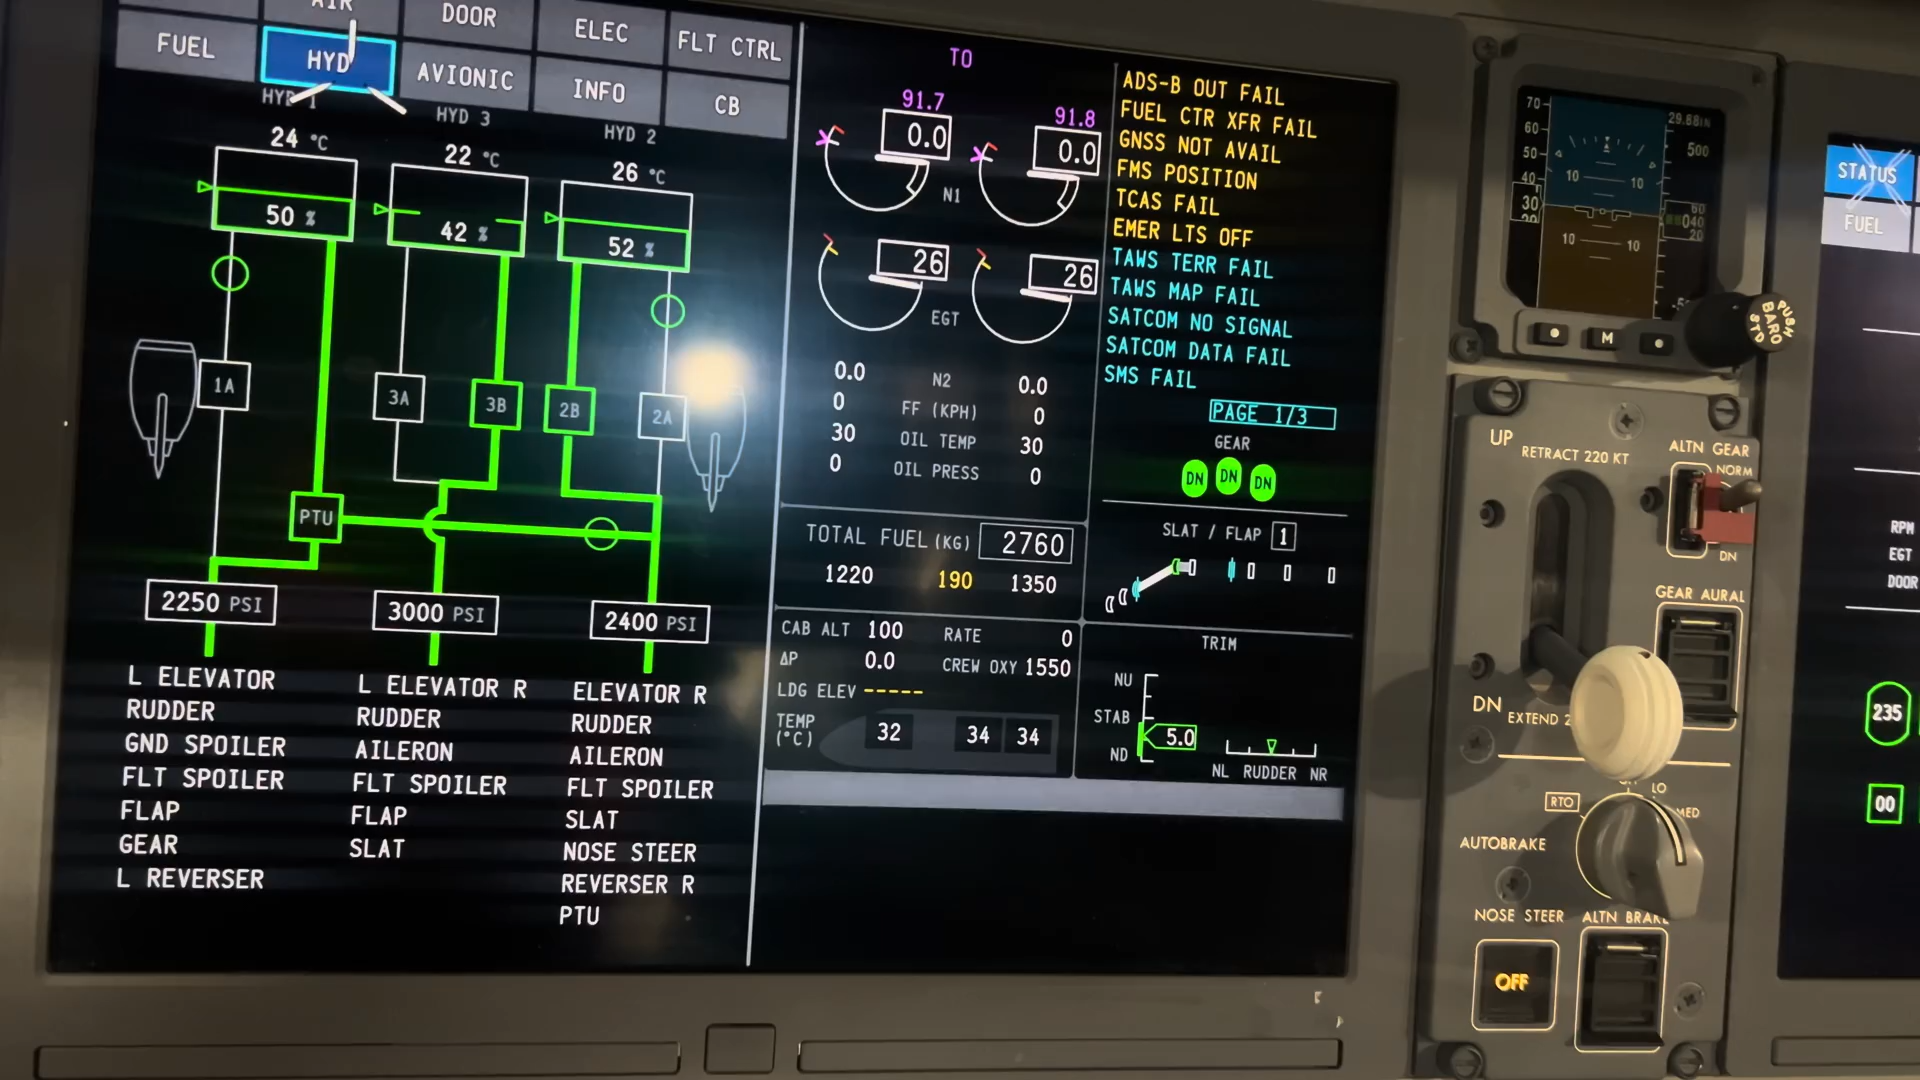 AIR
DOOR
ELEC
FLT CTRL
FUEL
HYD
AVIONIC
INFO
CB
HYD 1
HYD 3
HYD 2
24 °C
22 °C
26 °C
50 %
42 %
52 %
1A
3A
3B
2B
2A
PTU
2250 PSI
3000 PSI
2400 PSI
L ELEVATOR
RUDDER
GND SPOILER
FLT SPOILER
FLAP
GEAR
L REVERSER
L ELEVATOR R
RUDDER
AILERON
FLT SPOILER
FLAP
SLAT
ELEVATOR R
RUDDER
AILERON
FLT SPOILER
SLAT
NOSE STEER
REVERSER R
PTU
TO
91.7
91.8
0.0
0.0
N1
26
26
EGT
0.0 N2 0.0
0 FF (KPH) 0
30 OIL TEMP 30
0 OIL PRESS 0
TOTAL FUEL (KG) 2760
1220 190 1350
CAB ALT 100 RATE 0
ΔP 0.0 CREW OXY 1550
LDG ELEV -----
TEMP (°C) 32 34 34
ADS-B OUT FAIL
FUEL CTR XFR FAIL
GNSS NOT AVAIL
FMS POSITION
TCAS FAIL
EMER LTS OFF
TAWS TERR FAIL
TAWS MAP FAIL
SATCOM NO SIGNAL
SATCOM DATA FAIL
SMS FAIL
PAGE 1/3
GEAR
DN DN DN
SLAT / FLAP 1
TRIM
NU
STAB
ND
5.0
NL RUDDER NR
70
60
50
40
30
20
29.88IN
500
10 10
10 10
040
20
M
PUSH
BARO
STD
UP
RETRACT 220 KT
ALTN GEAR
NORM
DN
GEAR AURAL
DN
EXTEND 2
RTO
LO
MED
AUTOBRAKE
NOSE STEER
ALTN BRAKE
OFF
STATUS
FUEL
RPM
EGT
DOOR
235
00